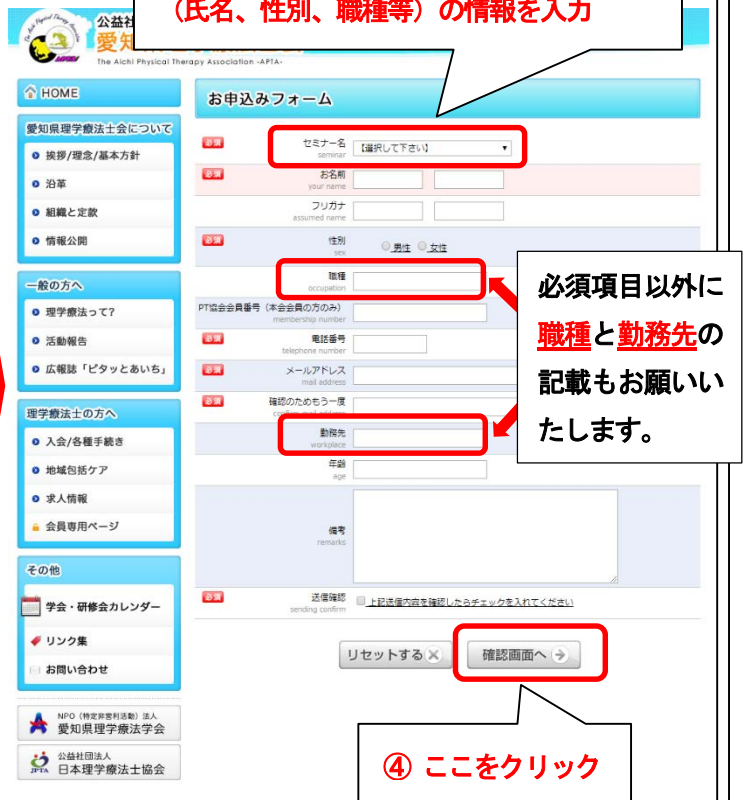 （氏名、性別、職種等）の情報を入力
公益社
愛知
The Aichi Physical Therapy Association -APTA-
HOME
愛知県理学療法士会について
挨拶/理念/基本方針
沿革
組織と定款
情報公開
一般の方へ
理学療法って?
活動報告
広報誌「ピタッとあいち」
理学療法士の方へ
入会/各種手続き
地域包括ケア
求人情報
会員専用ページ
その他
学会・研修会カレンダー
リンク集
お問い合わせ
NPO（特定非営利活動）法人
愛知県理学療法学会
公益社団法人
日本理学療法士協会
JPTA
お申込みフォーム
必須 セミナー名 【選択して下さい】
seminar
必須 お名前
your name
フリガナ
assumed name
必須 性別 男性 女性
sex
職種
occupation
PT協会会員番号（本会会員の方のみ）
membership number
必須 電話番号
telephone number
必須 メールアドレス
mail address
必須 確認のためもう一度
勤務先
workplace
年齢
age
備考
remarks
必須 送信確認 上記送信内容を確認したらチェックを入れてください
sending confirm
リセットする
確認画面へ
必須項目以外に
職種と勤務先の
記載もお願いい
たします。
④ ここをクリック